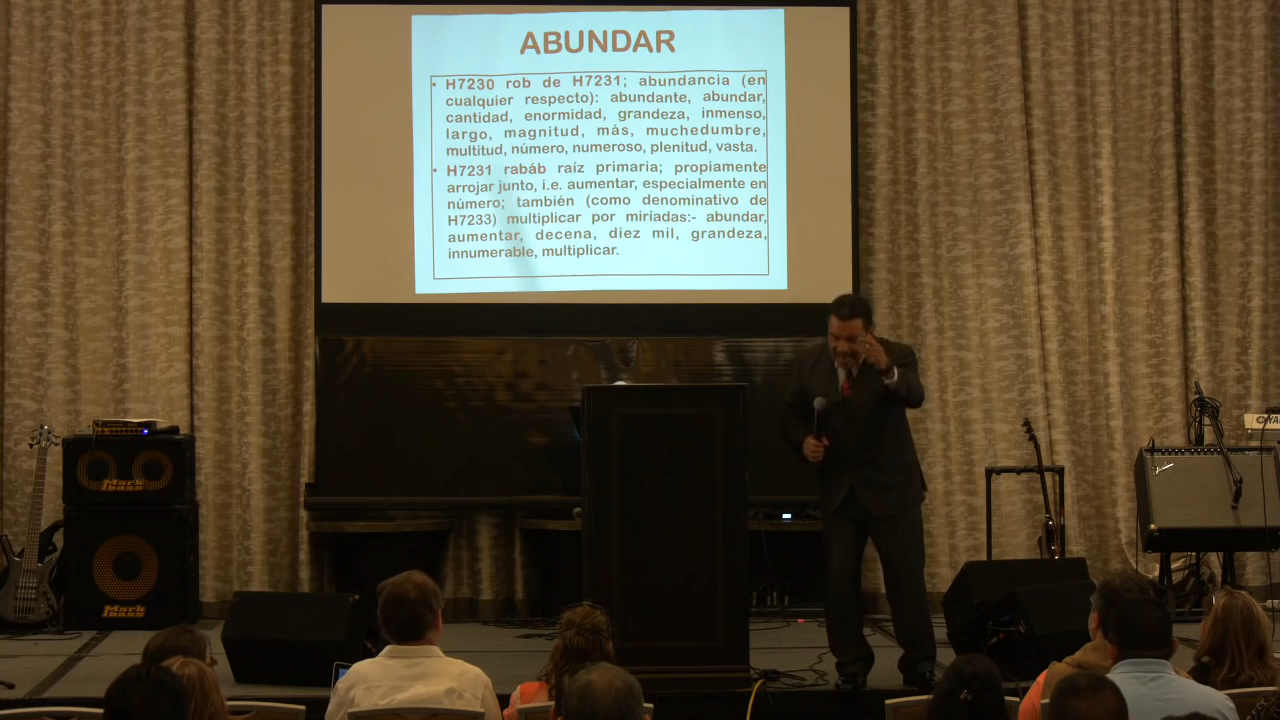 ABUNDAR
• H7230 rob de H7231; abundancia (en
cualquier respecto): abundante, abundar,
cantidad, enormidad, grandeza, inmenso,
largo, magnitud, más, muchedumbre,
multitud, número, numeroso, plenitud, vasta.
• H7231 rabáb raíz primaria; propiamente
arrojar junto, i.e. aumentar, especialmente en
número; también (como denominativo de
H7233) multiplicar por miríadas:- abundar,
aumentar, decena, diez mil, grandeza,
innumerable, multiplicar.
Mark
bass
Mark
bass
Fender